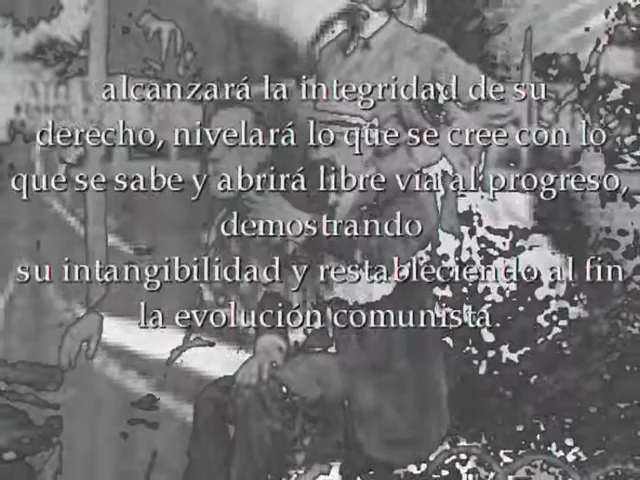 alcanzará la integridad de su
derecho, nivelará lo que se cree con lo
que se sabe y abrirá libre vía al progreso,
demostrando
su intangibilidad y restableciendo al fin
la evolución comunista.